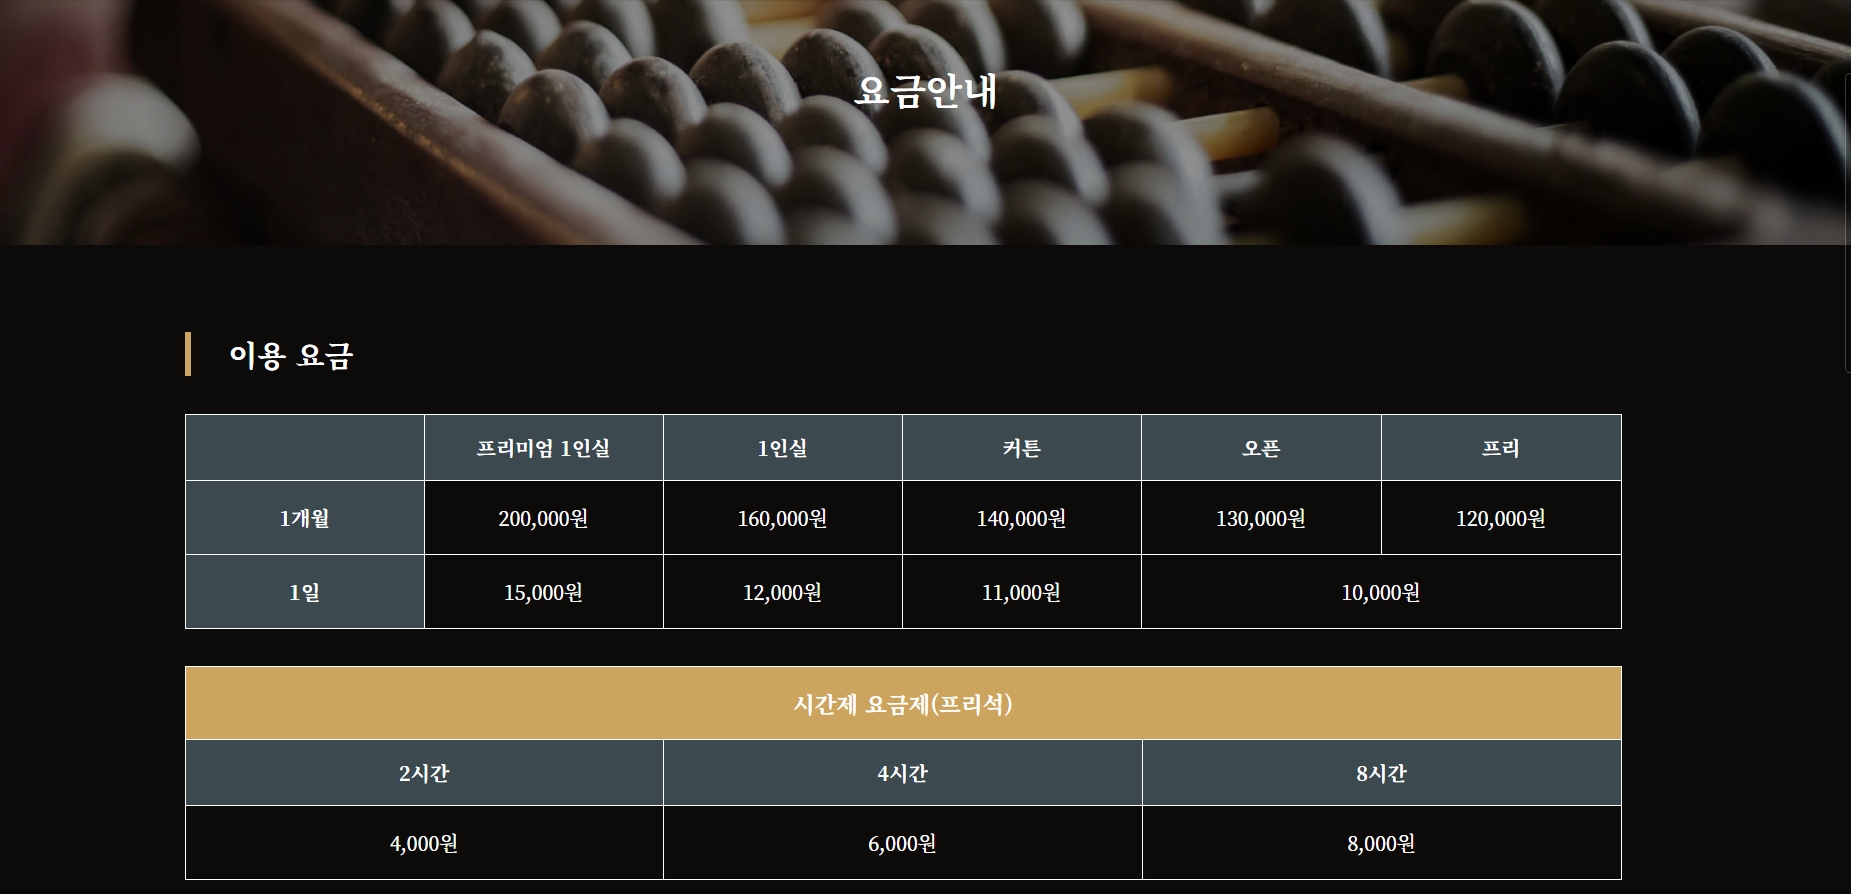 요금안내
이용 요금
프리미엄 1인실 1인실 커튼 오픈 프리
1개월 200,000원 160,000원 140,000원 130,000원 120,000원
1일 15,000원 12,000원 11,000원 10,000원
시간제 요금제(프리석)
2시간 4시간 8시간
4,000원 6,000원 8,000원